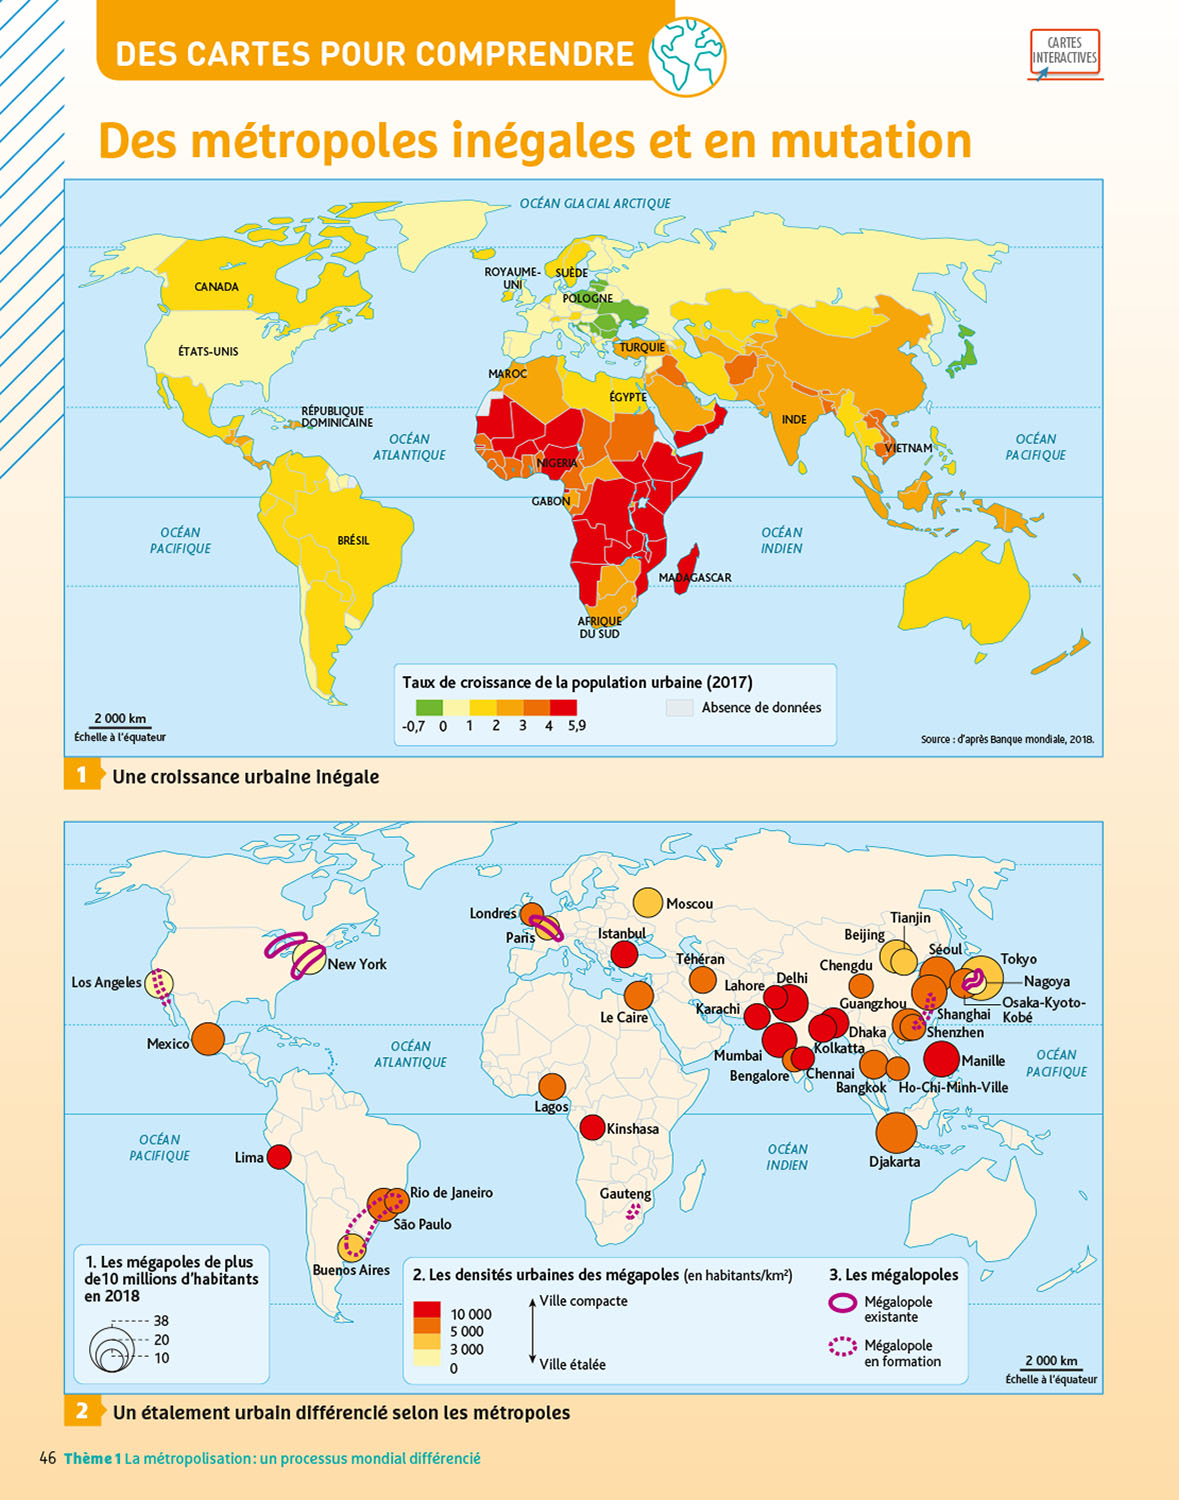 DES CARTES POUR COMPRENDRE
CARTES
INTERACTIVES
Des métropoles inégales et en mutation
OCÉAN GLACIAL ARCTIQUE
ROYAUME-
UNI
SUÈDE
POLOGNE
CANADA
ÉTATS-UNIS
TURQUIE
MAROC
ÉGYPTE
RÉPUBLIQUE
DOMINICAINE
INDE
OCÉAN
ATLANTIQUE
VIETNAM
OCÉAN
PACIFIQUE
NIGERIA
GABON
OCÉAN
PACIFIQUE
BRÉSIL
OCÉAN
INDIEN
MADAGASCAR
AFRIQUE
DU SUD
Taux de croissance de la population urbaine (2017)
-0,7 0 1 2 3 4 5,9
Absence de données
2 000 km
Échelle à l'équateur
Source : d'après Banque mondiale, 2018.
1 Une croissance urbaine inégale
Londres
Paris
Moscou
Istanbul
Tianjin
Beijing
Séoul
Tokyo
Nagoya
Osaka-Kyoto-
Kobé
New York
Los Angeles
Téhéran
Chengdu
Lahore
Delhi
Karachi
Guangzhou
Shanghai
Le Caire
Shenzhen
Dhaka
Kolkatta
Mexico
Mumbai
Manille
Bengalore
Chennai
Bangkok
Ho-Chi-Minh-Ville
OCÉAN
ATLANTIQUE
OCÉAN
PACIFIQUE
Lagos
Kinshasa
OCÉAN
PACIFIQUE
Lima
OCÉAN
INDIEN
Djakarta
Rio de Janeiro
São Paulo
Gauteng
Buenos Aires
1. Les mégapoles de plus
de10 millions d'habitants
en 2018
38
20
10
2. Les densités urbaines des mégapoles (en habitants/km²)
10 000
5 000
3 000
0
Ville compacte
Ville étalée
3. Les mégalopoles
Mégalopole
existante
Mégalopole
en formation
2 000 km
Échelle à l'équateur
2 Un étalement urbain différencié selon les métropoles
46 Thème 1 La métropolisation : un processus mondial différencié